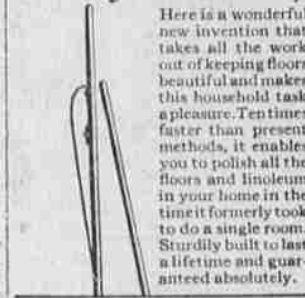 Here is a wonderful
new invention that
takes all the work
out of keeping floors
beautiful and makes
this household task
a pleasure. Ten times
faster than present
methods, it enables
you to polish all the
floors and linoleum
in your home in the
time it formerly took
to do a single room.
Sturdily built to last
a lifetime and guar-
anteed absolutely.